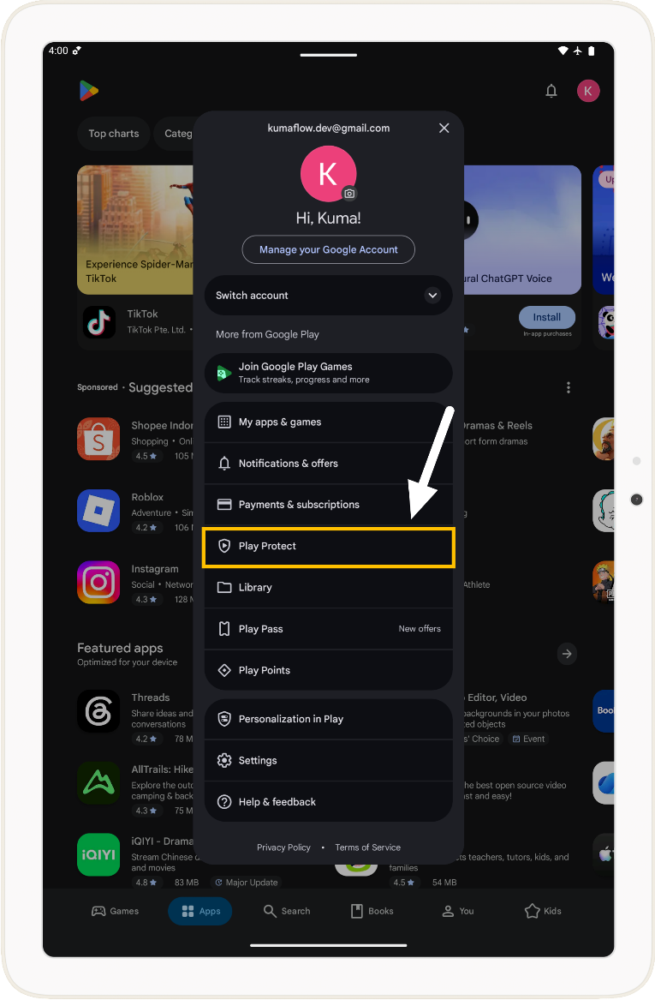 4:00
K
Top charts
Categ
kumaflow.dev@gmail.com
K
Hi, Kuma!
Manage your Google Account
Experience Spider-Man
TikTok
ural ChatGPT Voice
Up
We
Switch account
TikTok
TikTok Pte. Ltd. •
Install
In-app purchases
More from Google Play
Join Google Play Games
Track streaks, progress and more
Sponsored • Suggested
My apps & games
Shopee Indon
Shopping • Onl
4.5 ★ 105 M
Dramas & Reels
ort form dramas
Notifications & offers
Payments & subscriptions
Roblox
Adventure • Sim
4.2 ★ 106 M
g
Play Protect
Instagram
Social • Networ
4.3 ★ 128 M
Athlete
Library
Play Pass
New offers
Featured apps
Optimized for your device
Play Points
Threads
Share ideas and
conversations
4.2 ★ 78 M
Editor, Video
backgrounds in your photos
ted objects
s' Choice
Event
Bool
Personalization in Play
Settings
AllTrails: Hike
Explore the outd
camping & back
4.3 ★ 75 M
he best open source video
ast and easy!
Help & feedback
iQIYI
iQIYI - Drama
Stream Chinese d
and movies
4.8 ★ 83 MB
Major Update
Privacy Policy • Terms of Service
ts teachers, tutors, kids, and
families
4.5 ★ 54 MB
Games
Apps
Search
Books
You
Kids